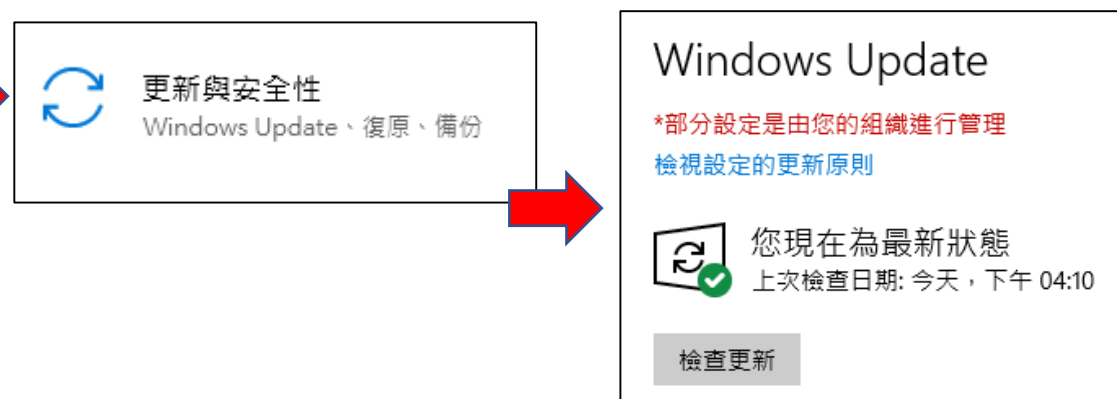 更新與安全性
Windows Update、復原、備份
Windows Update
*部分設定是由您的組織進行管理
檢視設定的更新原則
您現在為最新狀態
上次檢查日期: 今天，下午 04:10
檢查更新